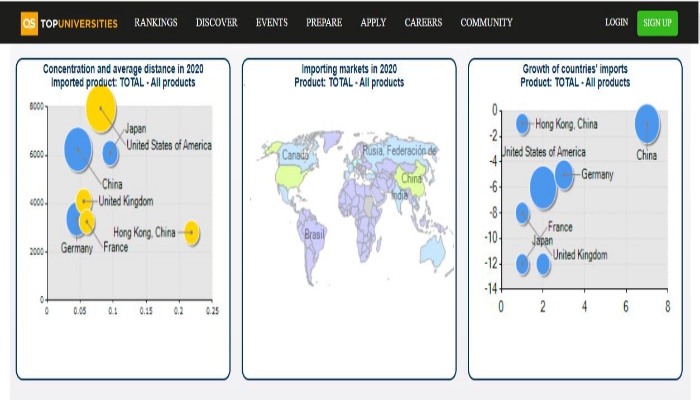 QS TOPUNIVERSITIES RANKINGS DISCOVER EVENTS PREPARE APPLY CAREERS COMMUNITY LOGIN SIGN UP
Concentration and average distance in 2020
Imported product: TOTAL - All products
8000
6000
4000
2000
0
Japan
United States of America
China
United Kingdom
Hong Kong, China
Germany
France
0 0.05 0.1 0.15 0.2 0.25
Importing markets in 2020
Product: TOTAL - All products
Canada
Rusia, Federación de
China
India
Brasil
Growth of countries' imports
Product: TOTAL - All products
0
-2
-4
-6
-8
-10
-12
-14
Hong Kong, China
China
United States of America
Germany
France
Japan
United Kingdom
0 2 4 6 8